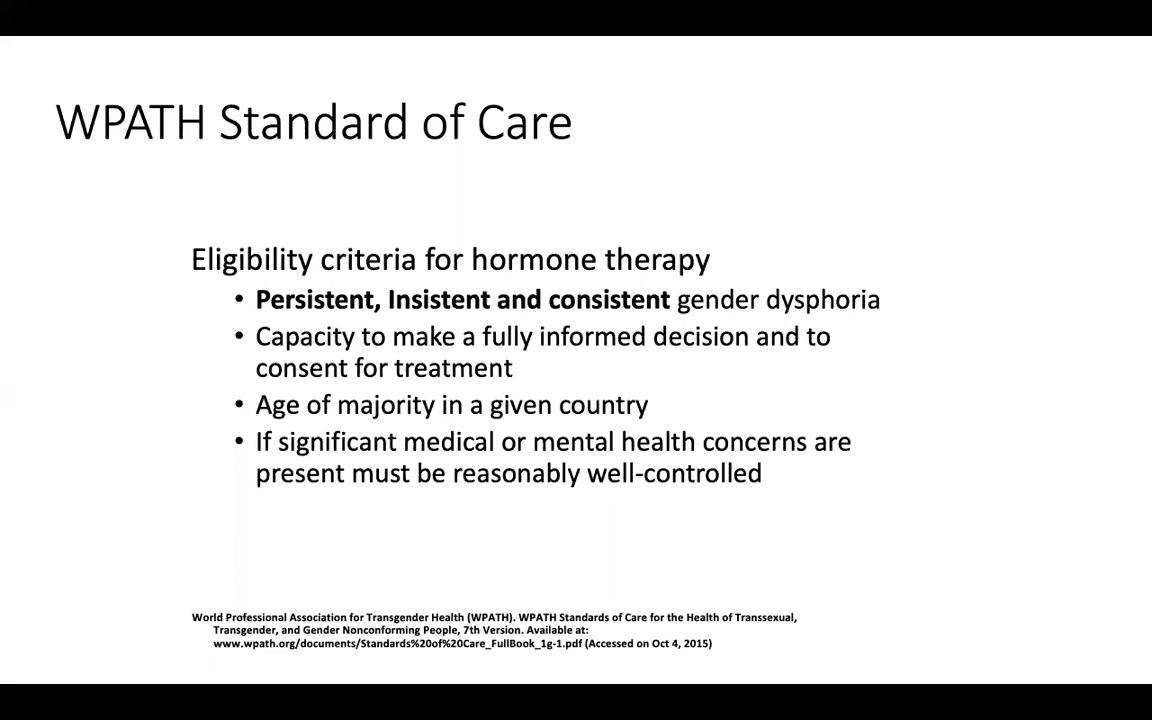 WPATH Standard of Care
Eligibility criteria for hormone therapy
• Persistent, Insistent and consistent gender dysphoria
• Capacity to make a fully informed decision and to
consent for treatment
• Age of majority in a given country
• If significant medical or mental health concerns are
present must be reasonably well-controlled
World Professional Association for Transgender Health (WPATH). WPATH Standards of Care for the Health of Transsexual,
Transgender, and Gender Nonconforming People, 7th Version. Available at:
www.wpath.org/documents/Standards%20of%20Care_FullBook_1g-1.pdf (Accessed on Oct 4, 2015)